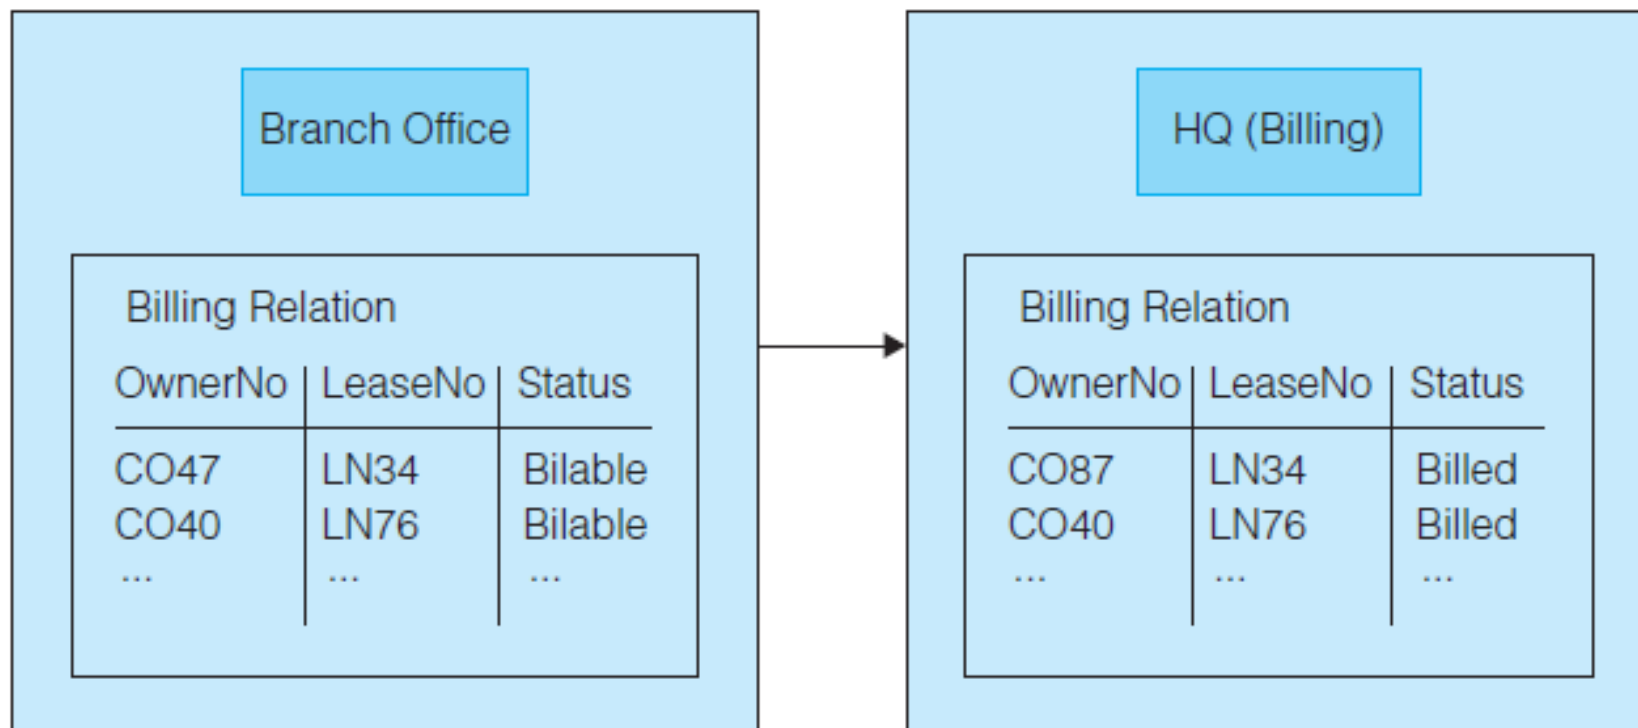 Branch Office
Billing Relation
OwnerNo LeaseNo Status
CO47 LN34 Bilable
CO40 LN76 Bilable
... ... ...
HQ (Billing)
Billing Relation
OwnerNo LeaseNo Status
CO87 LN34 Billed
CO40 LN76 Billed
... ... ...